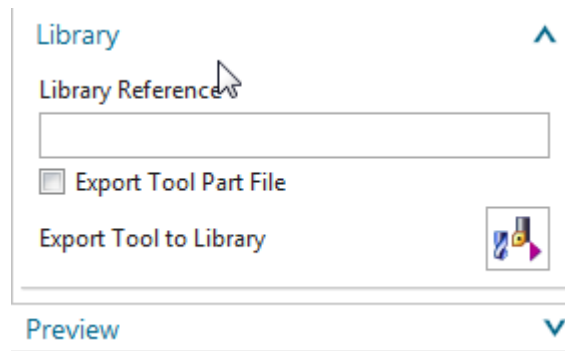 Library
Library Reference
Export Tool Part File
Export Tool to Library
Preview